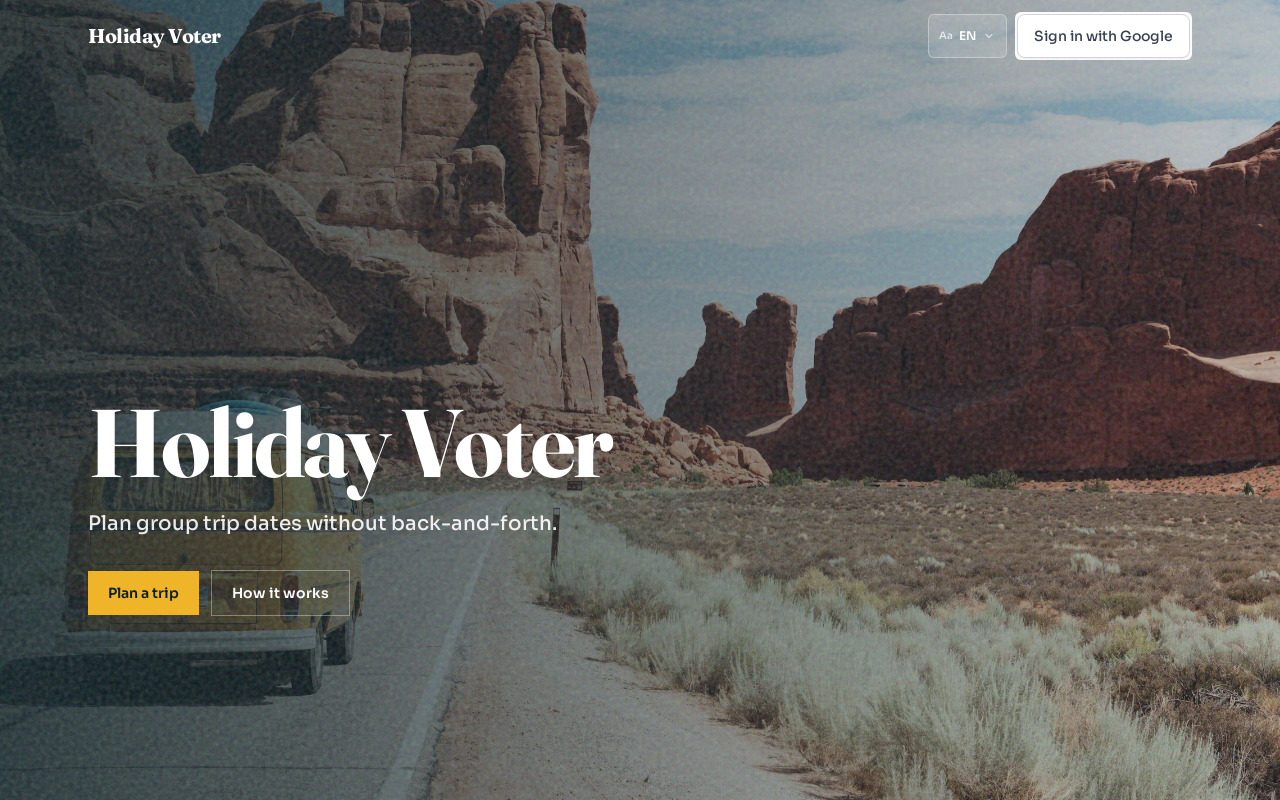 Holiday Voter
Aa EN
Sign in with Google
Holiday Voter
Plan group trip dates without back-and-forth.
Plan a trip
How it works